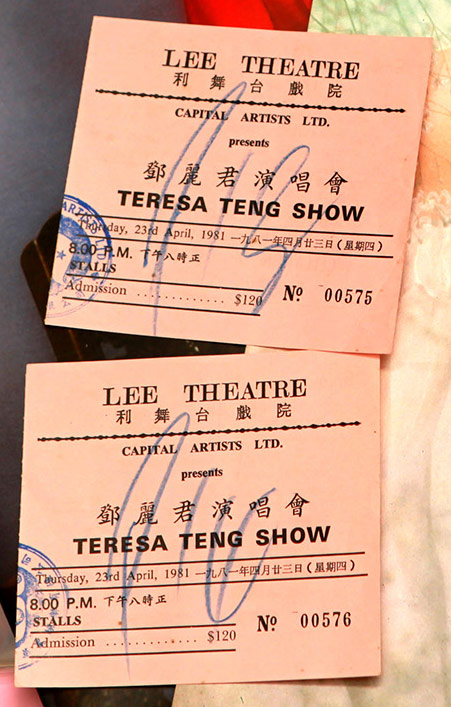 LEE THEATRE
利舞台戲院
CAPITAL ARTISTS LTD.
presents
鄧麗君演唱會
TERESA TENG SHOW
Thursday, 23rd April, 1981 一九八一年四月廿三日(星期四)
8.00 P.M. 下午八時正
STALLS
Admission ............. $120 Nº 00575
LEE THEATRE
利舞台戲院
CAPITAL ARTISTS LTD.
presents
鄧麗君演唱會
TERESA TENG SHOW
Thursday, 23rd April, 1981 一九八一年四月廿三日(星期四)
8.00 P.M. 下午八時正
STALLS
Admission ............. $120 Nº 00576